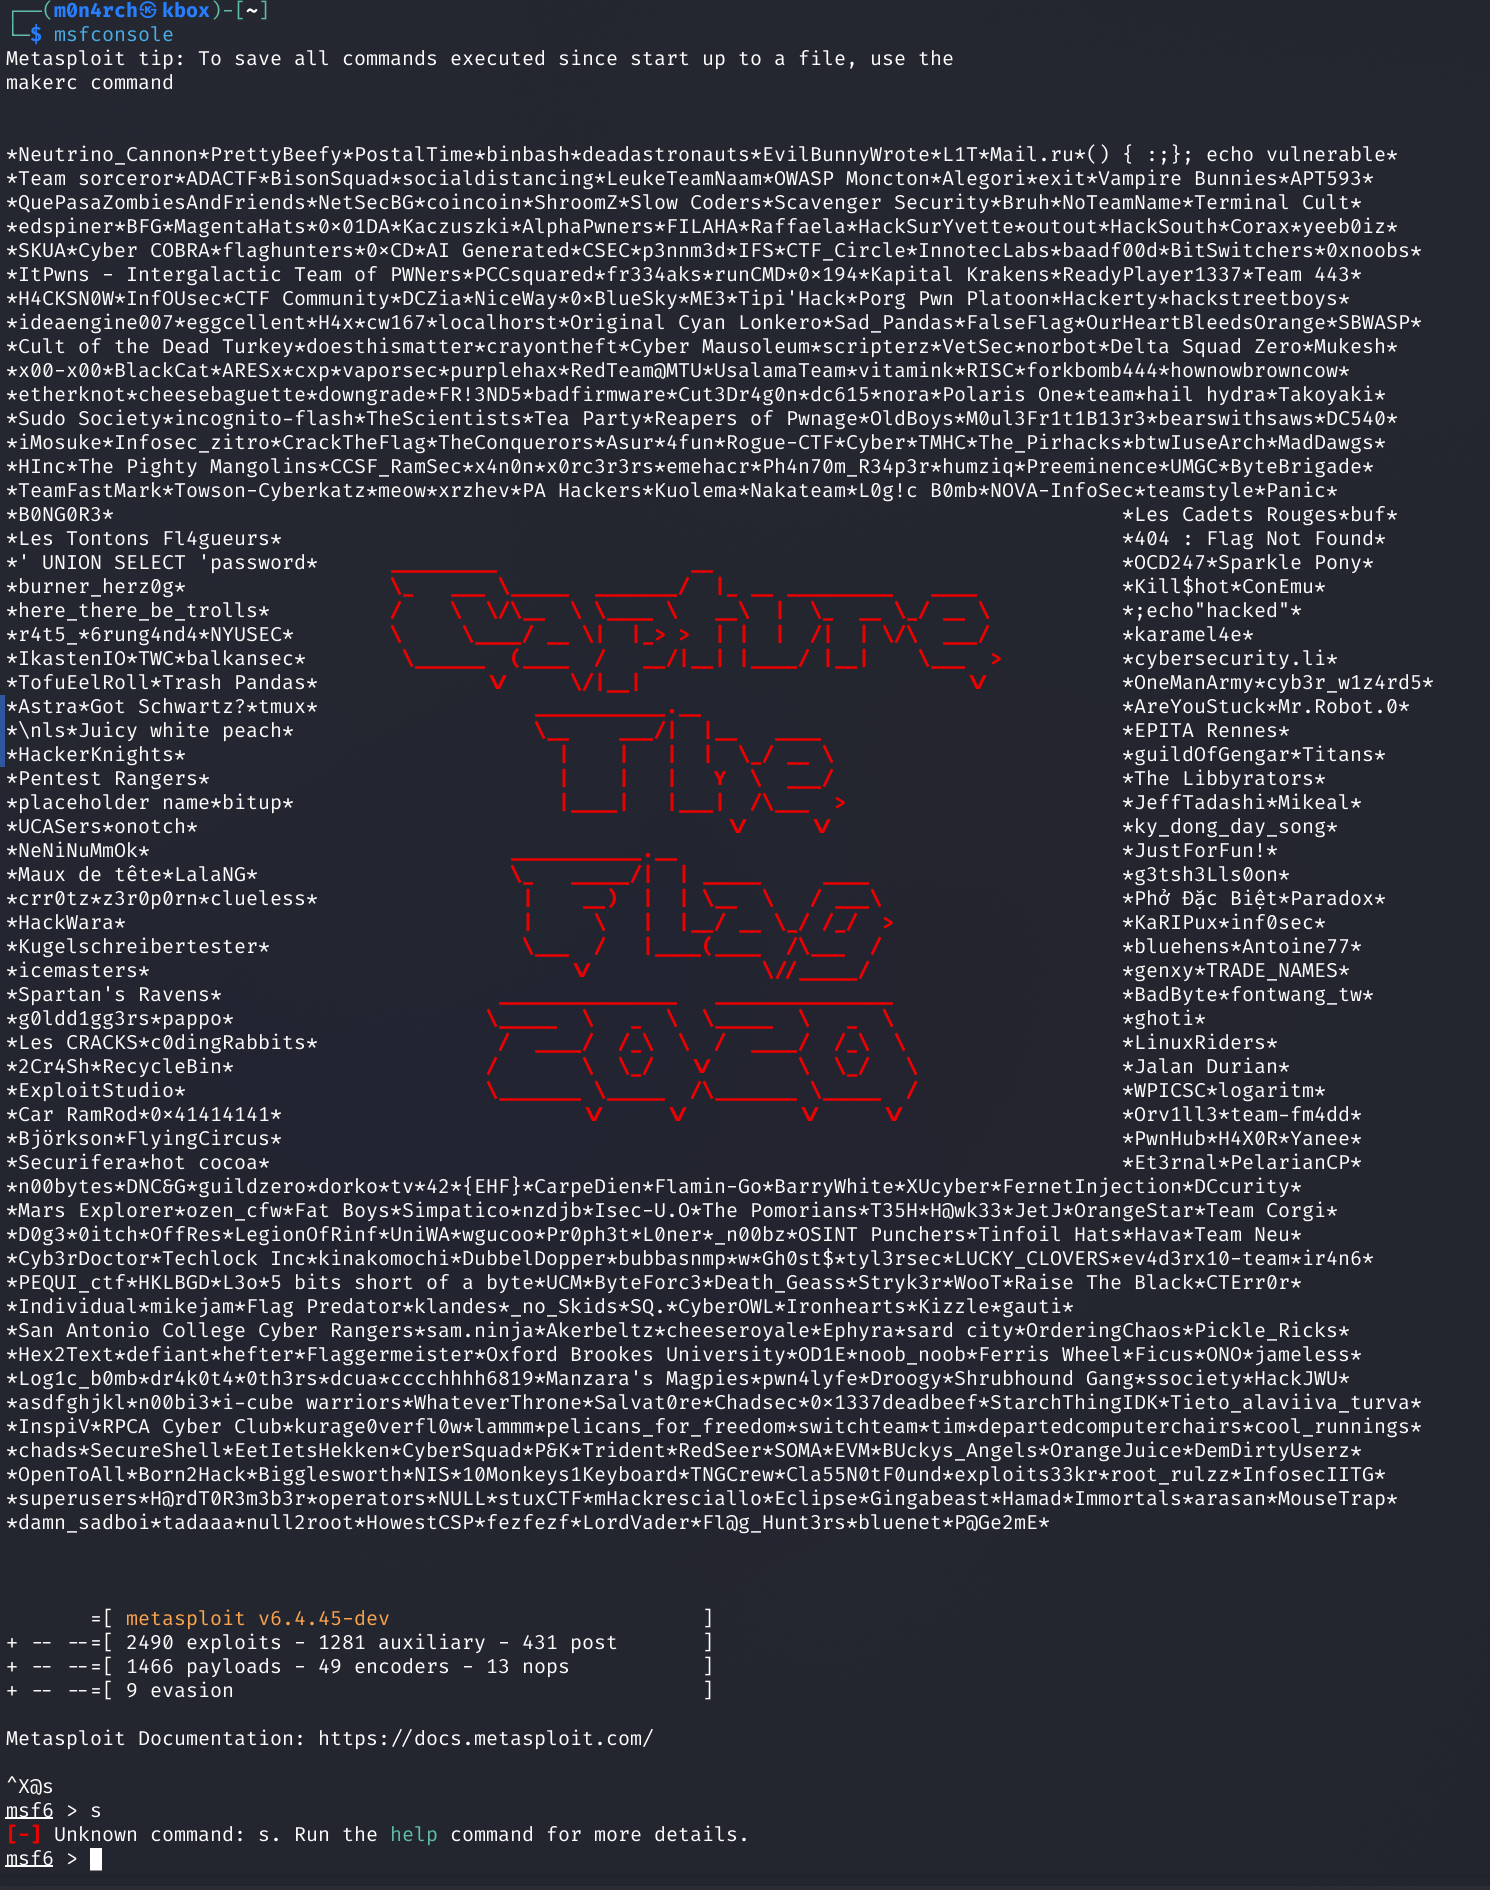 ┌──(m0n4rch㉿kbox)-[~]
└─$ msfconsole
Metasploit tip: To save all commands executed since start up to a file, use the
makerc command
*Neutrino_Cannon*PrettyBeefy*PostalTime*binbash*deadastronauts*EvilBunnyWrote*L1T*Mail.ru*() { :;}; echo vulnerable*
*Team sorceror*ADACTF*BisonSquad*socialdistancing*LeukeTeamNaam*OWASP Moncton*Alegori*exit*Vampire Bunnies*APT593*
*QuePasaZombiesAndFriends*NetSecBG*coincoin*ShroomZ*Slow Coders*Scavenger Security*Bruh*NoTeamName*Terminal Cult*
*edspiner*BFG*MagentaHats*0x01DA*Kaczuszki*AlphaPwners*FILAHA*Raffaela*HackSurYvette*outout*HackSouth*Corax*yeeb0iz*
*SKUA*Cyber COBRA*flaghunters*0xCD*AI Generated*CSEC*p3nnm3d*IFS*CTF_Circle*InnotecLabs*baadf00d*BitSwitchers*0xnoobs*
*ItPwns - Intergalactic Team of PWNers*PCCsquared*fr334aks*runCMD*0x194*Kapital Krakens*ReadyPlayer1337*Team 443*
*H4CKSN0W*InfOUsec*CTF Community*DCZia*NiceWay*0xBlueSky*ME3*Tipi'Hack*Porg Pwn Platoon*Hackerty*hackstreetboys*
*ideaengine007*eggcellent*H4x*cw167*localhorst*Original Cyan Lonkero*Sad_Pandas*FalseFlag*OurHeartBleedsOrange*SBWASP*
*Cult of the Dead Turkey*doesthismatter*crayontheft*Cyber Mausoleum*scripterz*VetSec*norbot*Delta Squad Zero*Mukesh*
*x00-x00*BlackCat*ARESx*cxp*vaporsec*purplehax*RedTeam@MTU*UsalamaTeam*vitamink*RISC*forkbomb444*hownowbrowncow*
*etherknot*cheesebaguette*downgrade*FR!3ND5*badfirmware*Cut3Dr4g0n*dc615*nora*Polaris One*team*hail hydra*Takoyaki*
*Sudo Society*incognito-flash*TheScientists*Tea Party*Reapers of Pwnage*OldBoys*M0ul3Fr1t1B13r3*bearswithsaws*DC540*
*iMosuke*Infosec_zitro*CrackTheFlag*TheConquerors*Asur*4fun*Rogue-CTF*Cyber*TMHC*The_Pirhacks*btwIuseArch*MadDawgs*
*HInc*The Pighty Mangolins*CCSF_RamSec*x4n0n*x0rc3r3rs*emehacr*Ph4n70m_R34p3r*humziq*Preeminence*UMGC*ByteBrigade*
*TeamFastMark*Towson-Cyberkatz*meow*xrzhev*PA Hackers*Kuolema*Nakateam*L0g!c B0mb*NOVA-InfoSec*teamstyle*Panic*
*B0NG0R3* *Les Cadets Rouges*buf*
*Les Tontons Fl4gueurs* *404 : Flag Not Found*
*' UNION SELECT 'password* *OCD247*Sparkle Pony*
*burner_herz0g* *Kill$hot*ConEmu*
*here_there_be_trolls* *;echo"hacked"*
*r4t5_*6rung4nd4*NYUSEC* Capture *karamel4e*
*IkastenIO*TWC*balkansec* *cybersecurity.li*
*TofuEelRoll*Trash Pandas* *OneManArmy*cyb3r_w1z4rd5*
*Astra*Got Schwartz?*tmux* *AreYouStuck*Mr.Robot.0*
*\nls*Juicy white peach* *EPITA Rennes*
*HackerKnights* The *guildOfGengar*Titans*
*Pentest Rangers* *The Libbyrators*
*placeholder name*bitup* *JeffTadashi*Mikeal*
*UCASers*onotch* *ky_dong_day_song*
*NeNiNuMmOk* *JustForFun!*
*Maux de tête*LalaNG* *g3tsh3Lls0on*
*crr0tz*z3r0p0rn*clueless* *Phở Đặc Biệt*Paradox*
*HackWara* Flag *KaRIPux*inf0sec*
*Kugelschreibertester* *bluehens*Antoine77*
*icemasters* *genxy*TRADE_NAMES*
*Spartan's Ravens* *BadByte*fontwang_tw*
*g0ldd1gg3rs*pappo* *ghoti*
*Les CRACKS*c0dingRabbits* 2020 *LinuxRiders*
*2Cr4Sh*RecycleBin* *Jalan Durian*
*ExploitStudio* *WPICSC*logaritm*
*Car RamRod*0x41414141* *Orv1ll3*team-fm4dd*
*Björkson*FlyingCircus* *PwnHub*H4X0R*Yanee*
*Securifera*hot cocoa* *Et3rnal*PelarianCP*
*n00bytes*DNC&G*guildzero*dorko*tv*42*{EHF}*CarpeDien*Flamin-Go*BarryWhite*XUcyber*FernetInjection*DCcurity*
*Mars Explorer*ozen_cfw*Fat Boys*Simpatico*nzdjb*Isec-U.O*The Pomorians*T35H*H@wk33*JetJ*OrangeStar*Team Corgi*
*D0g3*0itch*OffRes*LegionOfRinf*UniWA*wgucoo*Pr0ph3t*L0ner*_n00bz*OSINT Punchers*Tinfoil Hats*Hava*Team Neu*
*Cyb3rDoctor*Techlock Inc*kinakomochi*DubbelDopper*bubbasnmp*w*Gh0st$*tyl3rsec*LUCKY_CLOVERS*ev4d3rx10-team*ir4n6*
*PEQUI_ctf*HKLBGD*L3o*5 bits short of a byte*UCM*ByteForc3*Death_Geass*Stryk3r*WooT*Raise The Black*CTErr0r*
*Individual*mikejam*Flag Predator*klandes*_no_Skids*SQ.*CyberOWL*Ironhearts*Kizzle*gauti*
*San Antonio College Cyber Rangers*sam.ninja*Akerbeltz*cheeseroyale*Ephyra*sard city*OrderingChaos*Pickle_Ricks*
*Hex2Text*defiant*hefter*Flaggermeister*Oxford Brookes University*OD1E*noob_noob*Ferris Wheel*Ficus*ONO*jameless*
*Log1c_b0mb*dr4k0t4*0th3rs*dcua*cccchhhh6819*Manzara's Magpies*pwn4lyfe*Droogy*Shrubhound Gang*ssociety*HackJWU*
*asdfghjkl*n00bi3*i-cube warriors*WhateverThrone*Salvat0re*Chadsec*0x1337deadbeef*StarchThingIDK*Tieto_alaviiva_turva*
*InspiV*RPCA Cyber Club*kurage0verfl0w*lammm*pelicans_for_freedom*switchteam*tim*departedcomputerchairs*cool_runnings*
*chads*SecureShell*EetIetsHekken*CyberSquad*P&K*Trident*RedSeer*SOMA*EVM*BUckys_Angels*OrangeJuice*DemDirtyUserz*
*OpenToAll*Born2Hack*Bigglesworth*NIS*10Monkeys1Keyboard*TNGCrew*Cla55N0tF0und*exploits33kr*root_rulzz*InfosecIITG*
*superusers*H@rdT0R3m3b3r*operators*NULL*stuxCTF*mHackresciallo*Eclipse*Gingabeast*Hamad*Immortals*arasan*MouseTrap*
*damn_sadboi*tadaaa*null2root*HowestCSP*fezfezf*LordVader*Fl@g_Hunt3rs*bluenet*P@Ge2mE*
=[ metasploit v6.4.45-dev ]
+ -- --=[ 2490 exploits - 1281 auxiliary - 431 post ]
+ -- --=[ 1466 payloads - 49 encoders - 13 nops ]
+ -- --=[ 9 evasion ]
Metasploit Documentation: https://docs.metasploit.com/
^X@s
msf6 > s
[-] Unknown command: s. Run the help command for more details.
msf6 >